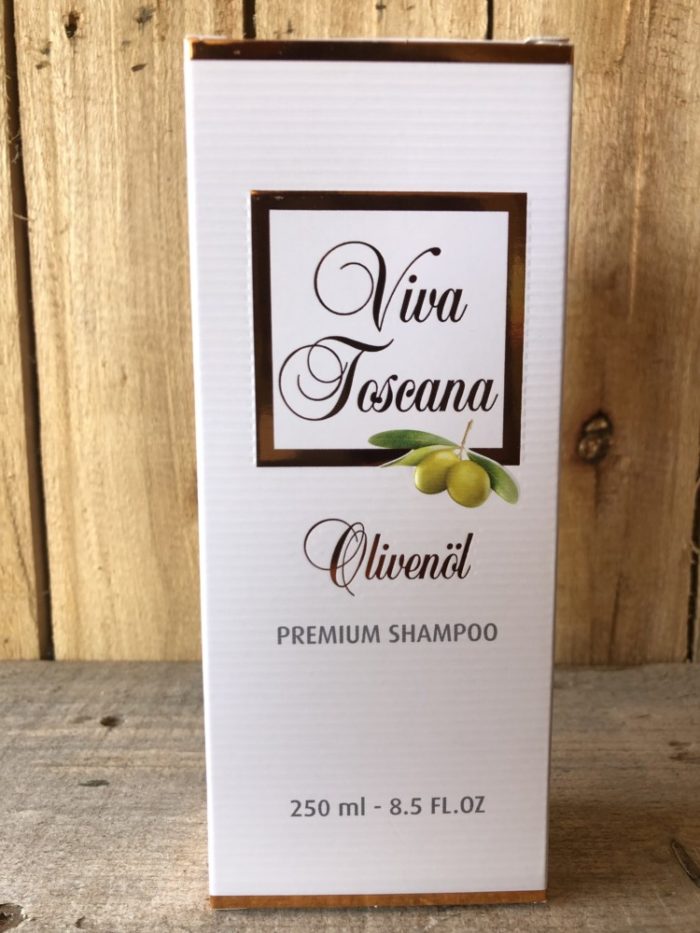 Viva
Toscana
Olivenöl
PREMIUM SHAMPOO
250 ml - 8.5 FL.OZ